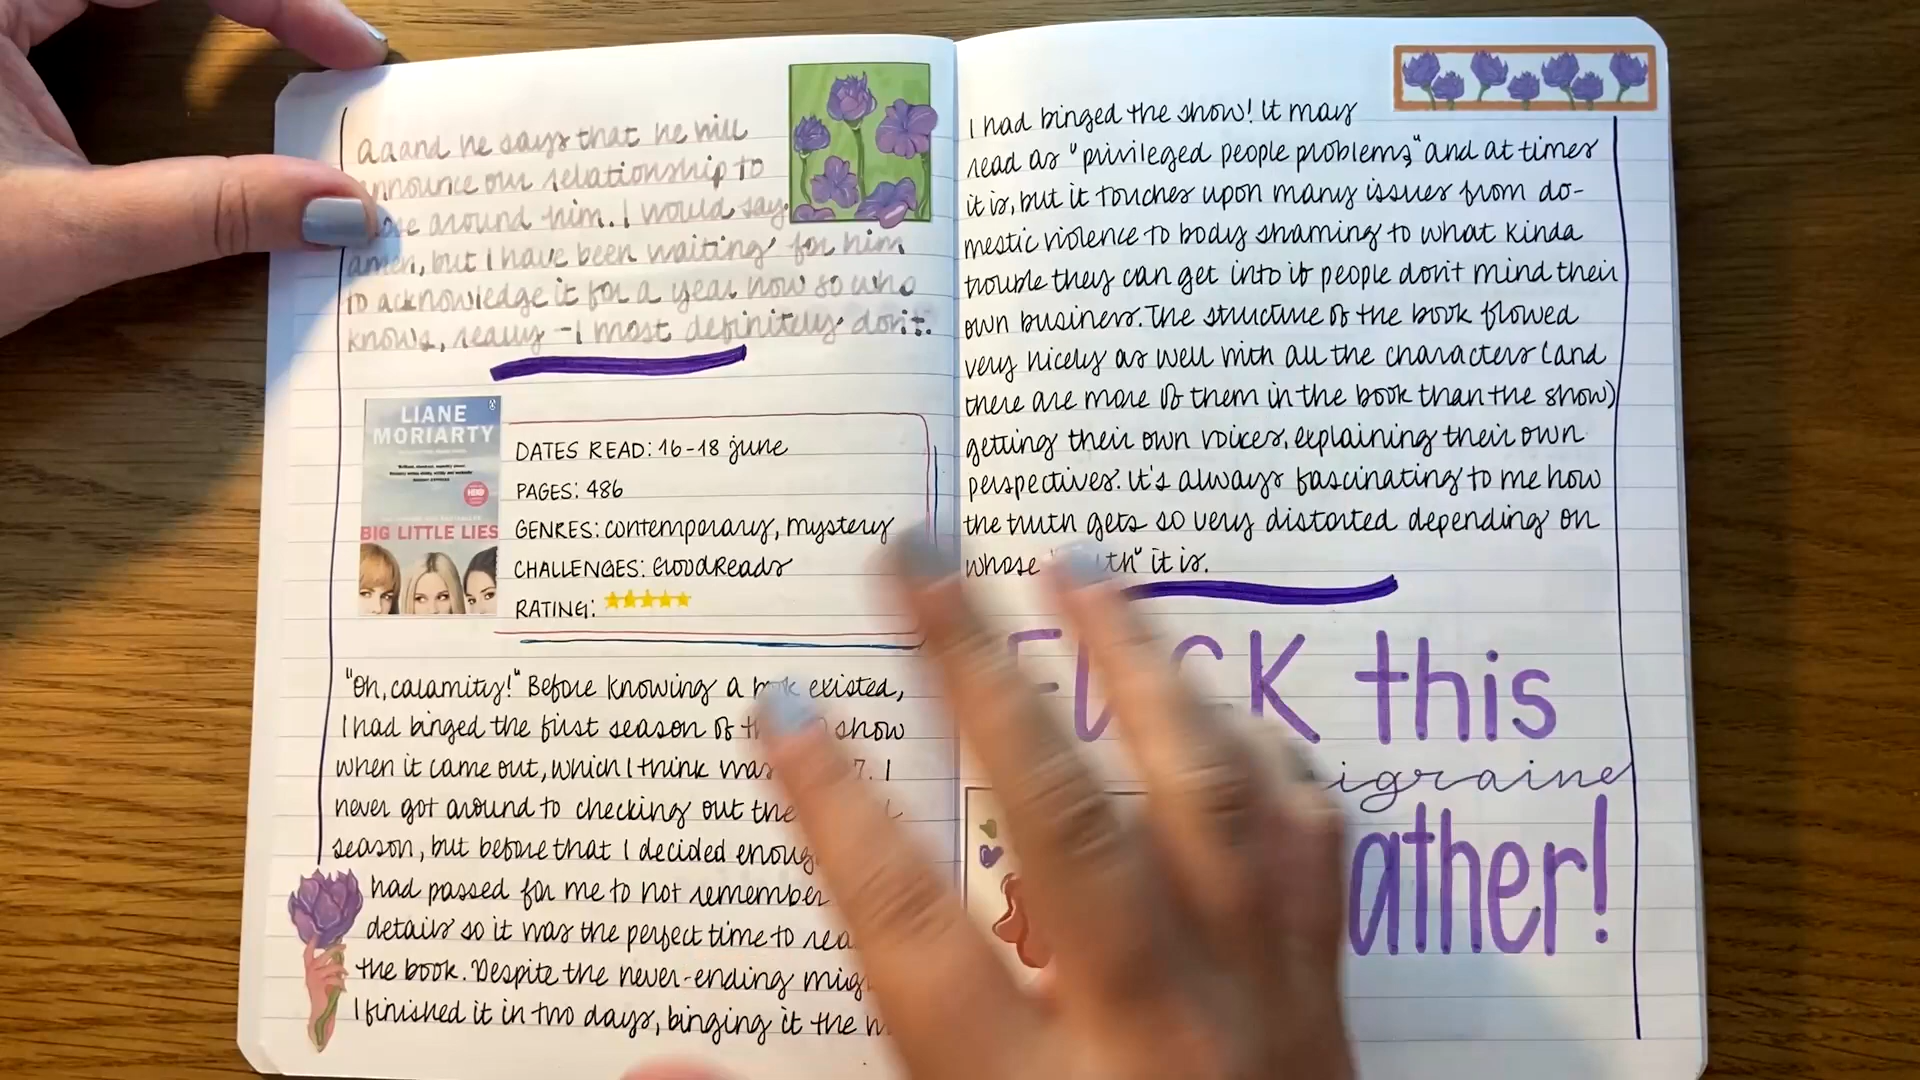 Aaand he says that he will
announce our relationship to
those around him. I would say
amen, but I have been waiting for him
to acknowledge it for a year now so who
knows, really - I most definitely don't.
LIANE
MORIARTY
BIG LITTLE LIES
DATES READ: 16-18 june
PAGES: 486
GENRES: contemporary, mystery
CHALLENGES: CloudReads
RATING:
"Oh, calamity!" Before knowing a book existed,
I had binged the first season of show
when it came out, which I think was 7. I
never got around to checking out the
season, but before that I decided
had passed for me to not remember
details so it was the perfect time to
the book. Despite the never-ending
I finished it in two days, binging it the
I had binged the show! It may
read as "privileged people problems," and at times
it is, but it touches upon many issues from do-
mestic violence to body shaming to what kinda
trouble they can get into if people don't mind their
own business. The structure of the book flowed
very nicely as well with all the characters (and
there are more of them in the book than the show)
getting their own voices, explaining their own
perspectives. It's always fascinating to me how
the truth gets so very distorted depending on
whose it is.
FUCK this
igraine
ather!